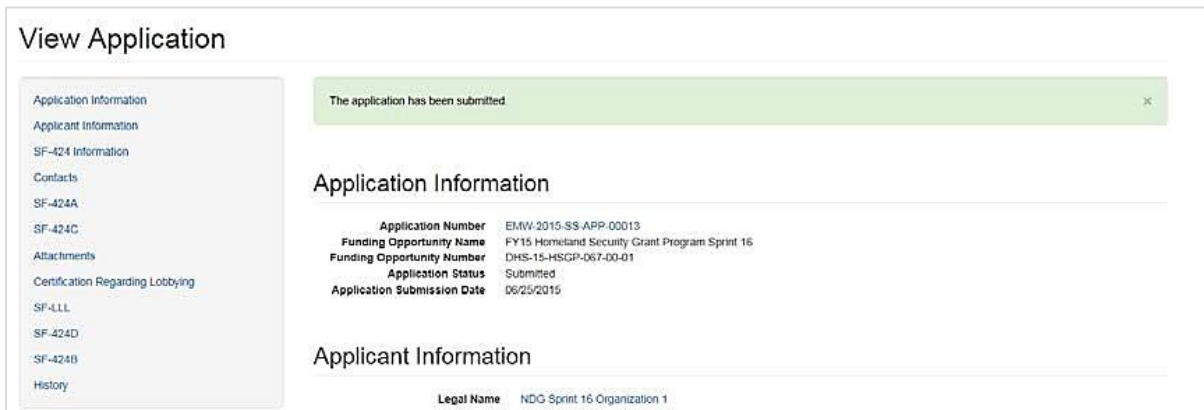 View Application
Application Information
Applicant Information
SF-424 Information
Contacts
SF-424A
SF-424C
Attachments
Certification Regarding Lobbying
SF-LLL
SF-424D
SF-424B
History
The application has been submitted.
×
Application Information
Application Number EMW-2015-SS-APP-00013
Funding Opportunity Name FY15 Homeland Security Grant Program Sprint 16
Funding Opportunity Number DHS-15-HSGP-067-00-01
Application Status Submitted
Application Submission Date 06/25/2015
Applicant Information
Legal Name NDG Sprint 16 Organization 1